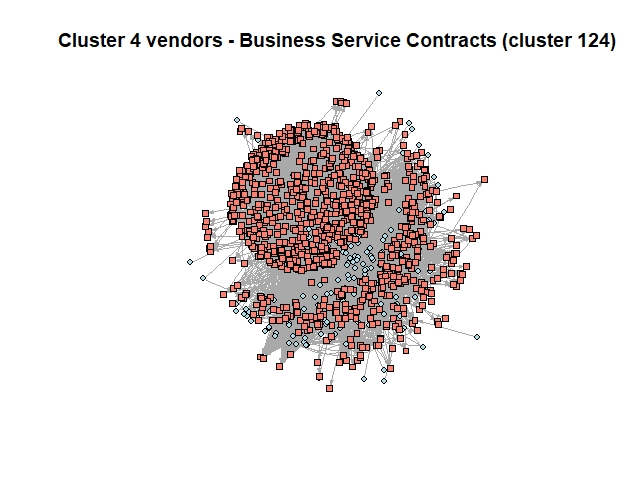 Cluster 4 vendors - Business Service Contracts (cluster 124)